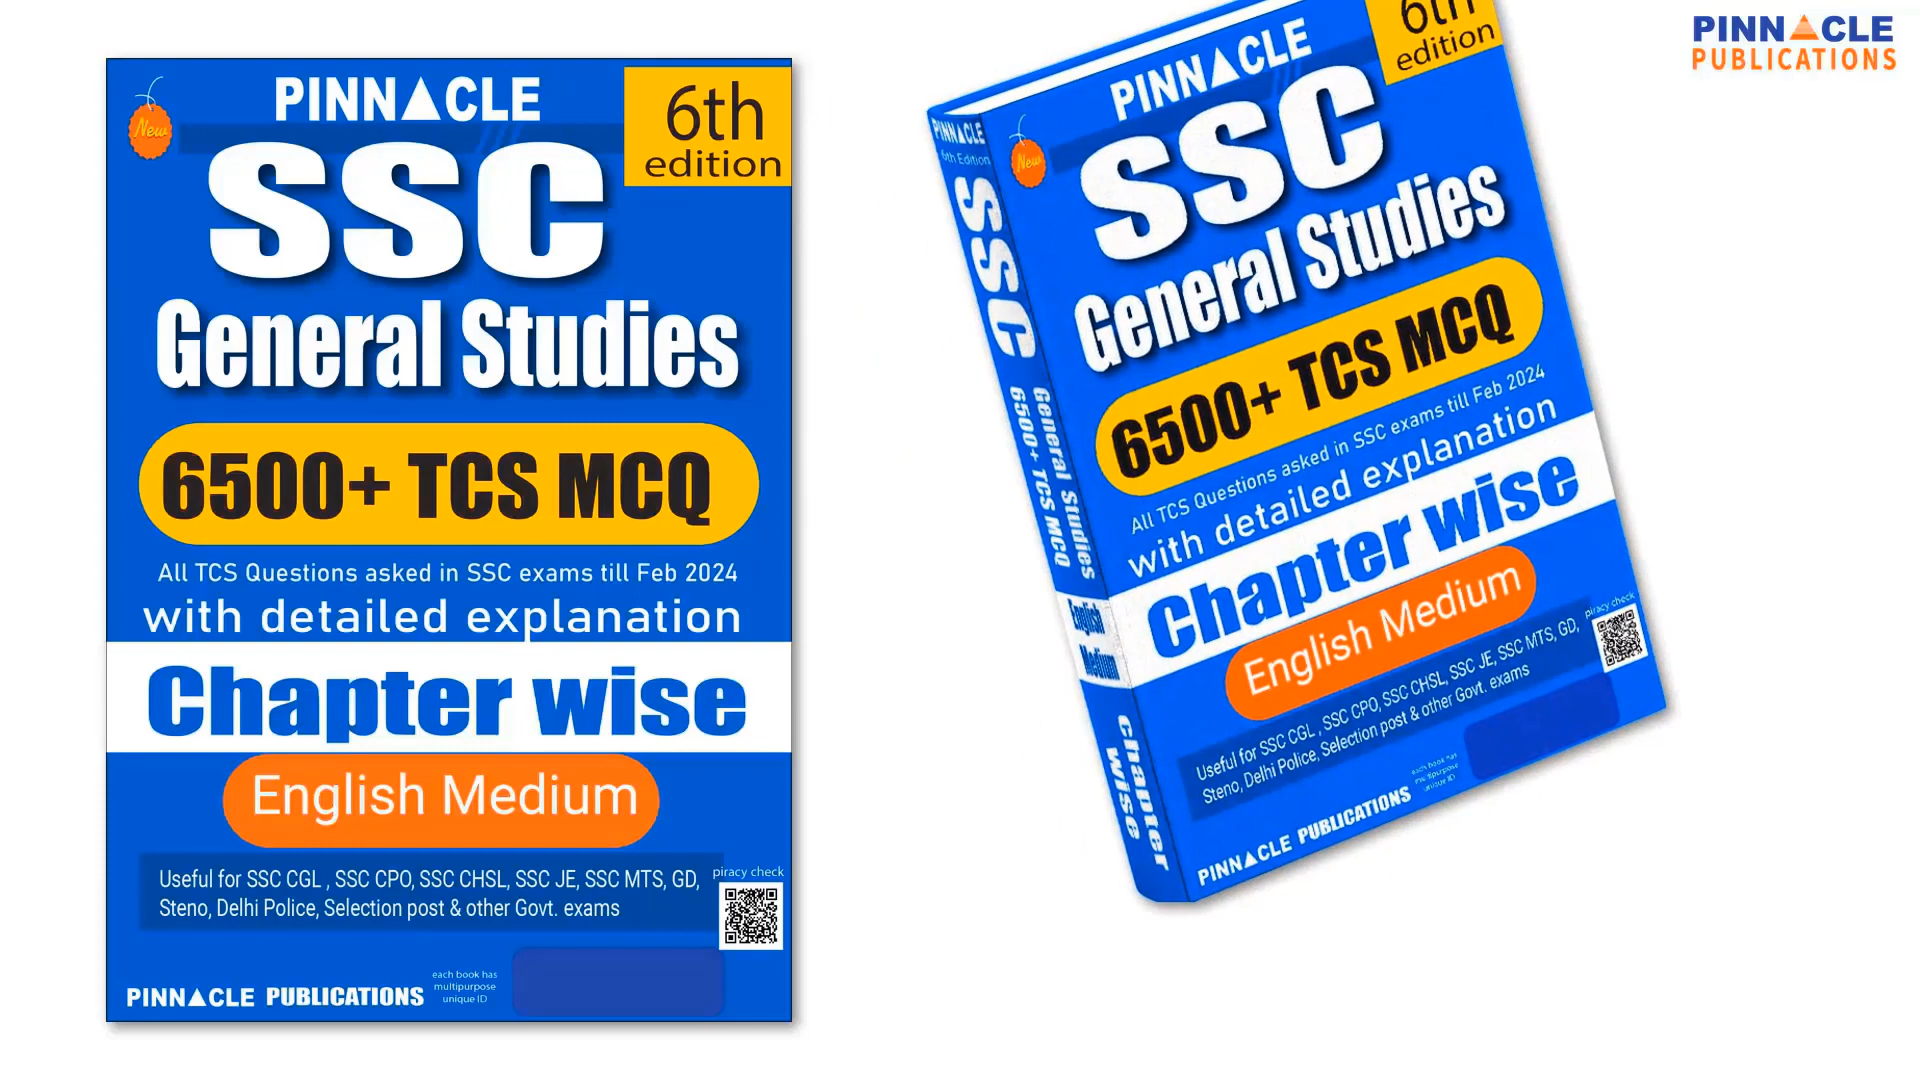 PINNACLE
6th
edition
New
SSC
General Studies
6500+ TCS MCQ
All TCS Questions asked in SSC exams till Feb 2024
with detailed explanation
Chapter wise
English Medium
Useful for SSC CGL , SSC CPO, SSC CHSL, SSC JE, SSC MTS, GD,
Steno, Delhi Police, Selection post & other Govt. exams
piracy check
PINNACLE PUBLICATIONS
each book has
multipurpose
unique ID
PINNACLE
6th Edition
SSC
General Studies
6500+ TCS MCQ
English
Medium
Chapter
wise
PINNACLE
6th
edition
New
SSC
General Studies
6500+ TCS MCQ
All TCS Questions asked in SSC exams till Feb 2024
with detailed explanation
Chapter wise
English Medium
Useful for SSC CGL , SSC CPO, SSC CHSL, SSC JE, SSC MTS, GD,
Steno, Delhi Police, Selection post & other Govt. exams
piracy check
PINNACLE PUBLICATIONS
each book has
multipurpose
unique ID
PINNACLE
PUBLICATIONS